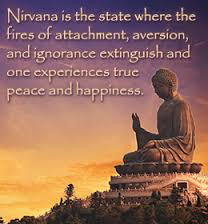 Nirvana is the state where the
fires of attachment, aversion,
and ignorance extinguish and
one experiences true
peace and happiness.